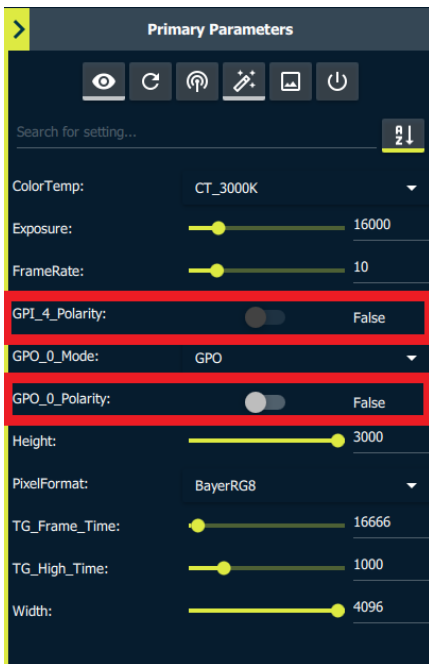 Primary Parameters
Search for setting...
ColorTemp: CT_3000K
Exposure: 16000
FrameRate: 10
GPI_4_Polarity: False
GPO_0_Mode: GPO
GPO_0_Polarity: False
Height: 3000
PixelFormat: BayerRG8
TG_Frame_Time: 16666
TG_High_Time: 1000
Width: 4096